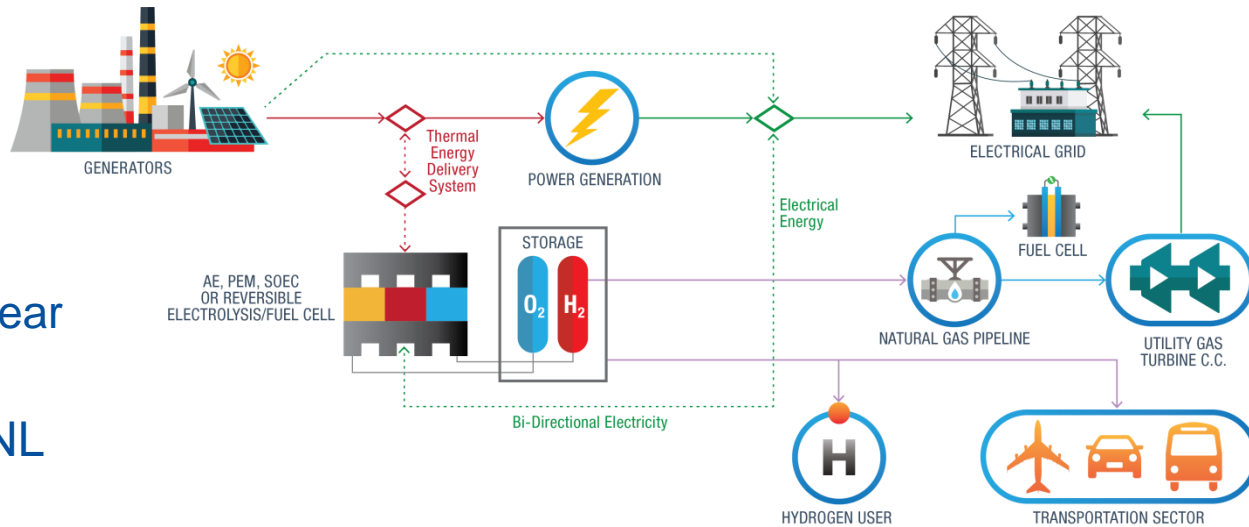 GENERATORS
Thermal
Energy
Delivery
System
POWER GENERATION
ELECTRICAL GRID
Electrical
Energy
FUEL CELL
STORAGE
O₂
H₂
AE, PEM, SOEC
OR REVERSIBLE
ELECTROLYSIS/FUEL CELL
NATURAL GAS PIPELINE
UTILITY GAS
TURBINE C.C.
Bi-Directional Electricity
H
HYDROGEN USER
TRANSPORTATION SECTOR
ear
NL